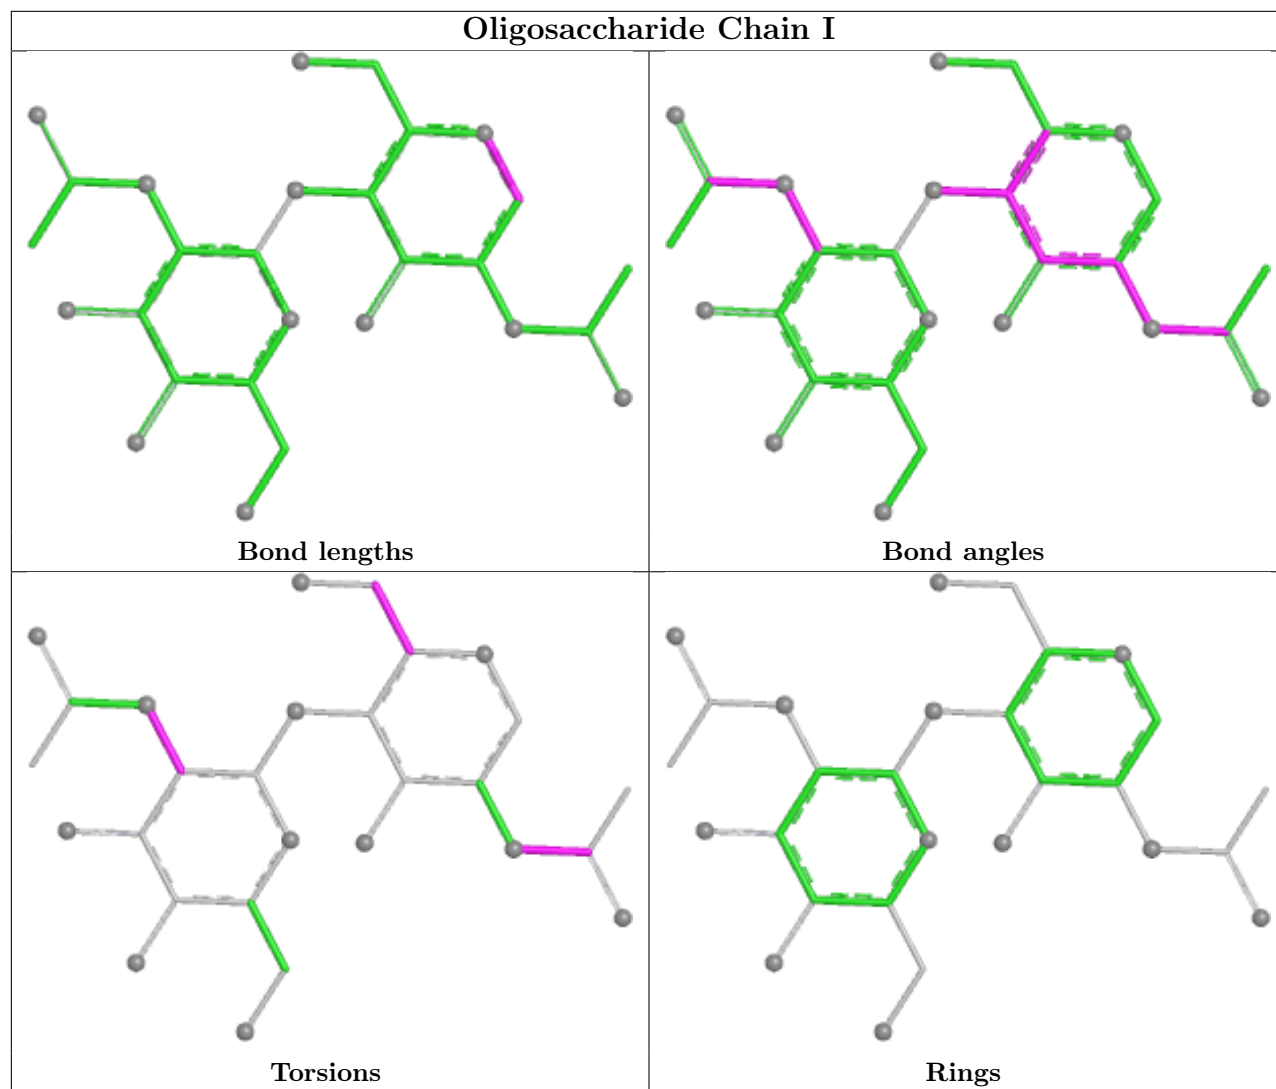 Oligosaccharide Chain I
Bond lengths
Bond angles
Torsions
Rings